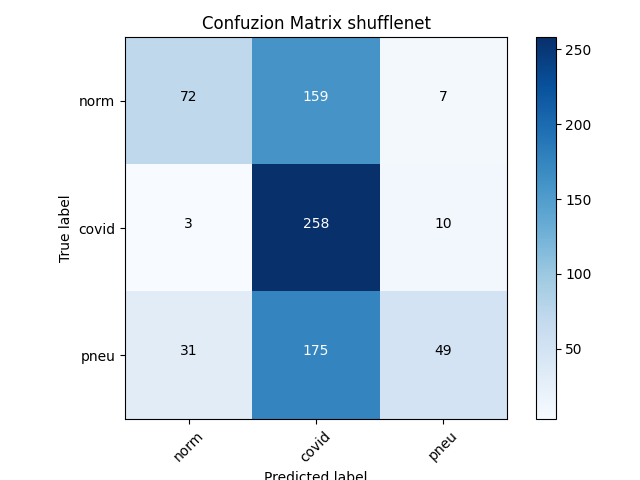 Confuzion Matrix shufflenet
norm 72 159 7
covid 3 258 10
pneu 31 175 49
True label
norm covid pneu
Predicted label
250
200
150
100
50